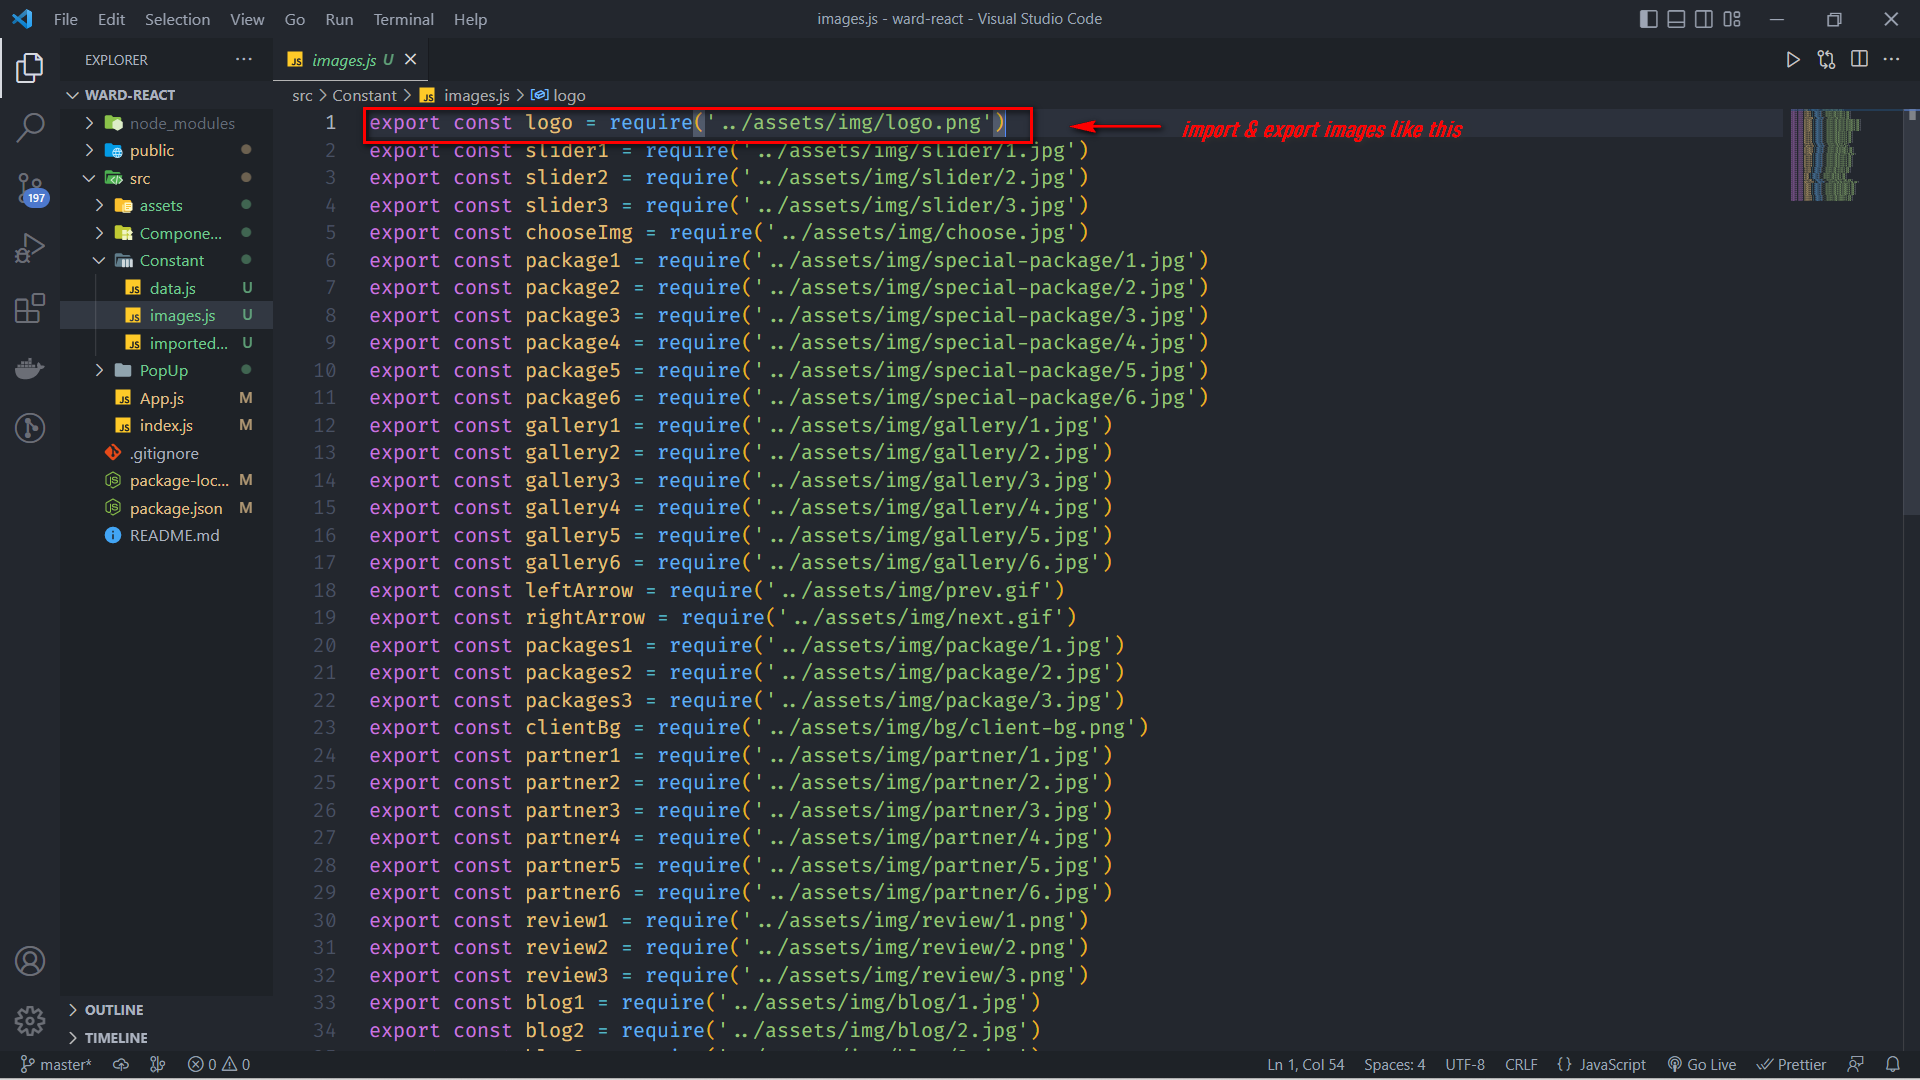 File Edit Selection View Go Run Terminal Help
images.js - ward-react - Visual Studio Code
EXPLORER
WARD-REACT
node_modules
public
src
assets
Compone...
Constant
data.js U
images.js U
imported... U
PopUp
App.js M
index.js M
.gitignore
package-loc... M
package.json M
README.md
OUTLINE
TIMELINE
197
images.js U
src > Constant > images.js > logo
1 export const logo = require('../assets/img/logo.png')
import & export images like this
2 export const slider1 = require('../assets/img/slider/1.jpg')
3 export const slider2 = require('../assets/img/slider/2.jpg')
4 export const slider3 = require('../assets/img/slider/3.jpg')
5 export const chooseImg = require('../assets/img/choose.jpg')
6 export const package1 = require('../assets/img/special-package/1.jpg')
7 export const package2 = require('../assets/img/special-package/2.jpg')
8 export const package3 = require('../assets/img/special-package/3.jpg')
9 export const package4 = require('../assets/img/special-package/4.jpg')
10 export const package5 = require('../assets/img/special-package/5.jpg')
11 export const package6 = require('../assets/img/special-package/6.jpg')
12 export const gallery1 = require('../assets/img/gallery/1.jpg')
13 export const gallery2 = require('../assets/img/gallery/2.jpg')
14 export const gallery3 = require('../assets/img/gallery/3.jpg')
15 export const gallery4 = require('../assets/img/gallery/4.jpg')
16 export const gallery5 = require('../assets/img/gallery/5.jpg')
17 export const gallery6 = require('../assets/img/gallery/6.jpg')
18 export const leftArrow = require('../assets/img/prev.gif')
19 export const rightArrow = require('../assets/img/next.gif')
20 export const packages1 = require('../assets/img/package/1.jpg')
21 export const packages2 = require('../assets/img/package/2.jpg')
22 export const packages3 = require('../assets/img/package/3.jpg')
23 export const clientBg = require('../assets/img/bg/client-bg.png')
24 export const partner1 = require('../assets/img/partner/1.jpg')
25 export const partner2 = require('../assets/img/partner/2.jpg')
26 export const partner3 = require('../assets/img/partner/3.jpg')
27 export const partner4 = require('../assets/img/partner/4.jpg')
28 export const partner5 = require('../assets/img/partner/5.jpg')
29 export const partner6 = require('../assets/img/partner/6.jpg')
30 export const review1 = require('../assets/img/review/1.png')
31 export const review2 = require('../assets/img/review/2.png')
32 export const review3 = require('../assets/img/review/3.png')
33 export const blog1 = require('../assets/img/blog/1.jpg')
34 export const blog2 = require('../assets/img/blog/2.jpg')
master* 0 0 Ln 1, Col 54 Spaces: 4 UTF-8 CRLF {} JavaScript Go Live Prettier